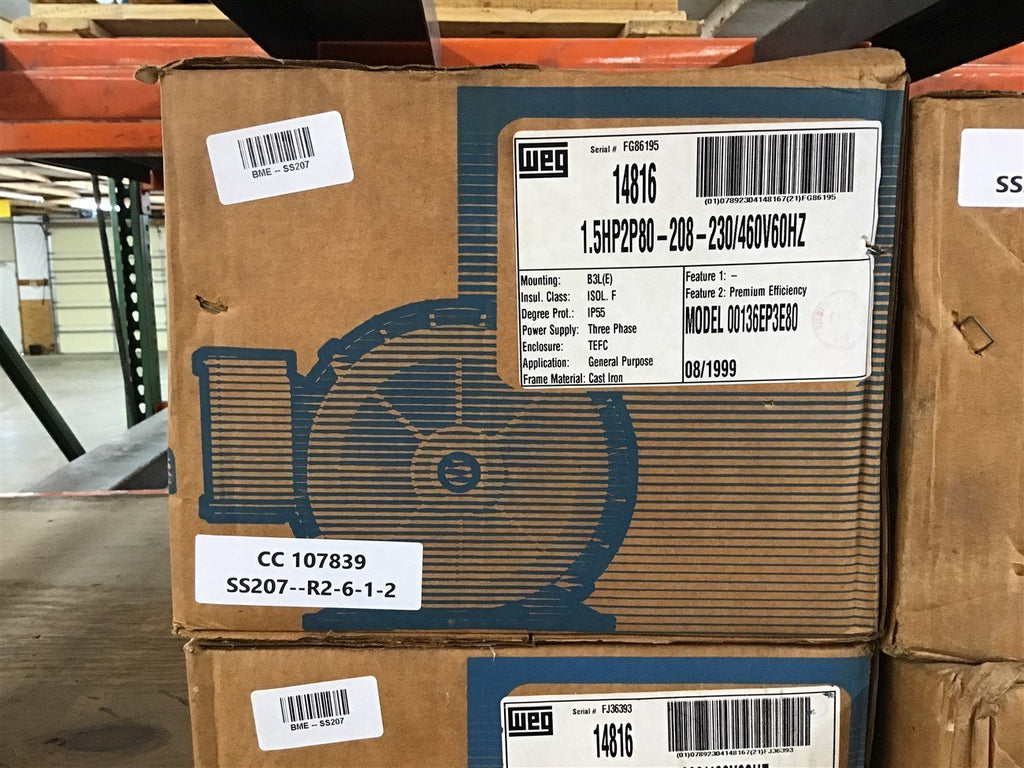 BME -- SS207
WEG
Serial # FG86195
14816
(01)07892304148167(21)FG86195
1.5HP2P80-208-230/460V60HZ
Mounting: B3L(E)
Insul. Class: ISOL. F
Degree Prot.: IP55
Power Supply: Three Phase
Enclosure: TEFC
Application: General Purpose
Frame Material: Cast Iron
Feature 1: -
Feature 2: Premium Efficiency
MODEL 00136EP3E80
08/1999
SS
CC 107839
SS207--R2-6-1-2
BME -- SS207
WEG
Serial # FJ36393
14816
(01)07892304148167(21)FJ36393